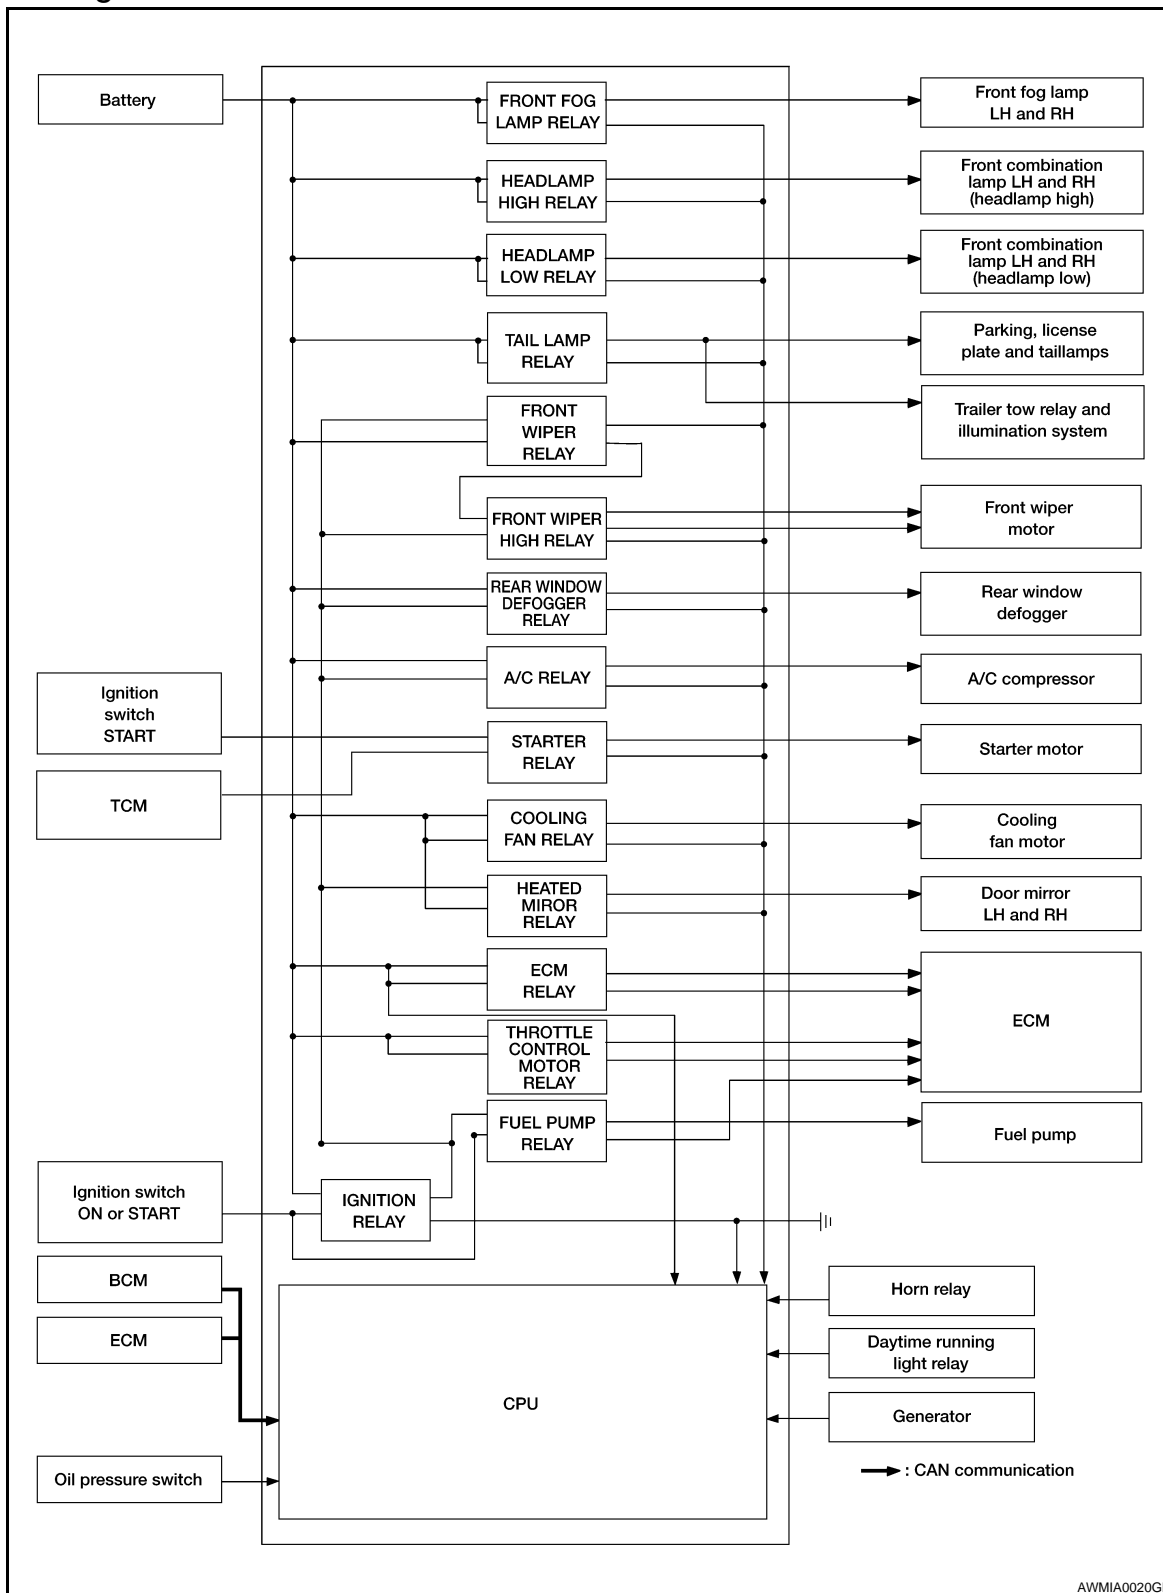 Battery
FRONT FOG
LAMP RELAY
Front fog lamp
LH and RH
HEADLAMP
HIGH RELAY
Front combination
lamp LH and RH
(headlamp high)
HEADLAMP
LOW RELAY
Front combination
lamp LH and RH
(headlamp low)
TAIL LAMP
RELAY
Parking, license
plate and taillamps
FRONT
WIPER
RELAY
Trailer tow relay and
illumination system
FRONT WIPER
HIGH RELAY
Front wiper
motor
REAR WINDOW
DEFOGGER
RELAY
Rear window
defogger
A/C RELAY
A/C compressor
Ignition
switch
START
STARTER
RELAY
Starter motor
TCM
COOLING
FAN RELAY
Cooling
fan motor
HEATED
MIROR
RELAY
Door mirror
LH and RH
ECM
RELAY
ECM
THROTTLE
CONTROL
MOTOR
RELAY
FUEL PUMP
RELAY
Fuel pump
Ignition switch
ON or START
IGNITION
RELAY
BCM
ECM
CPU
Horn relay
Daytime running
light relay
Generator
Oil pressure switch
: CAN communication
AWMIA0020G